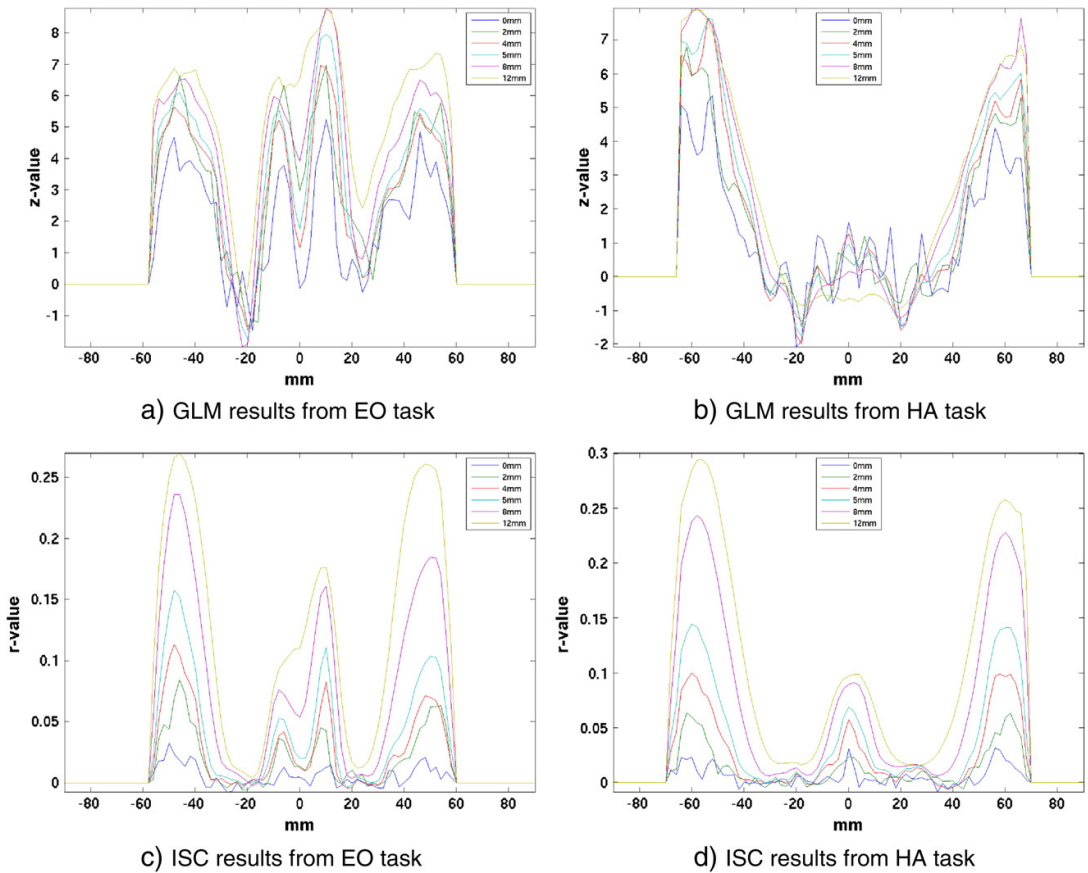 8
7
6
5
4
3
2
1
0
-1
z-value
0mm
2mm
4mm
5mm
8mm
12mm
-80 -60 -40 -20 0 20 40 60 80
mm
a) GLM results from EO task
7
6
5
4
3
2
1
0
-1
-2
z-value
0mm
2mm
4mm
5mm
8mm
12mm
-80 -60 -40 -20 0 20 40 60 80
mm
b) GLM results from HA task
0.25
0.2
0.15
0.1
0.05
0
r-value
0mm
2mm
4mm
5mm
8mm
12mm
-80 -60 -40 -20 0 20 40 60 80
mm
c) ISC results from EO task
0.3
0.25
0.2
0.15
0.1
0.05
0
r-value
0mm
2mm
4mm
5mm
8mm
12mm
-80 -60 -40 -20 0 20 40 60 80
mm
d) ISC results from HA task